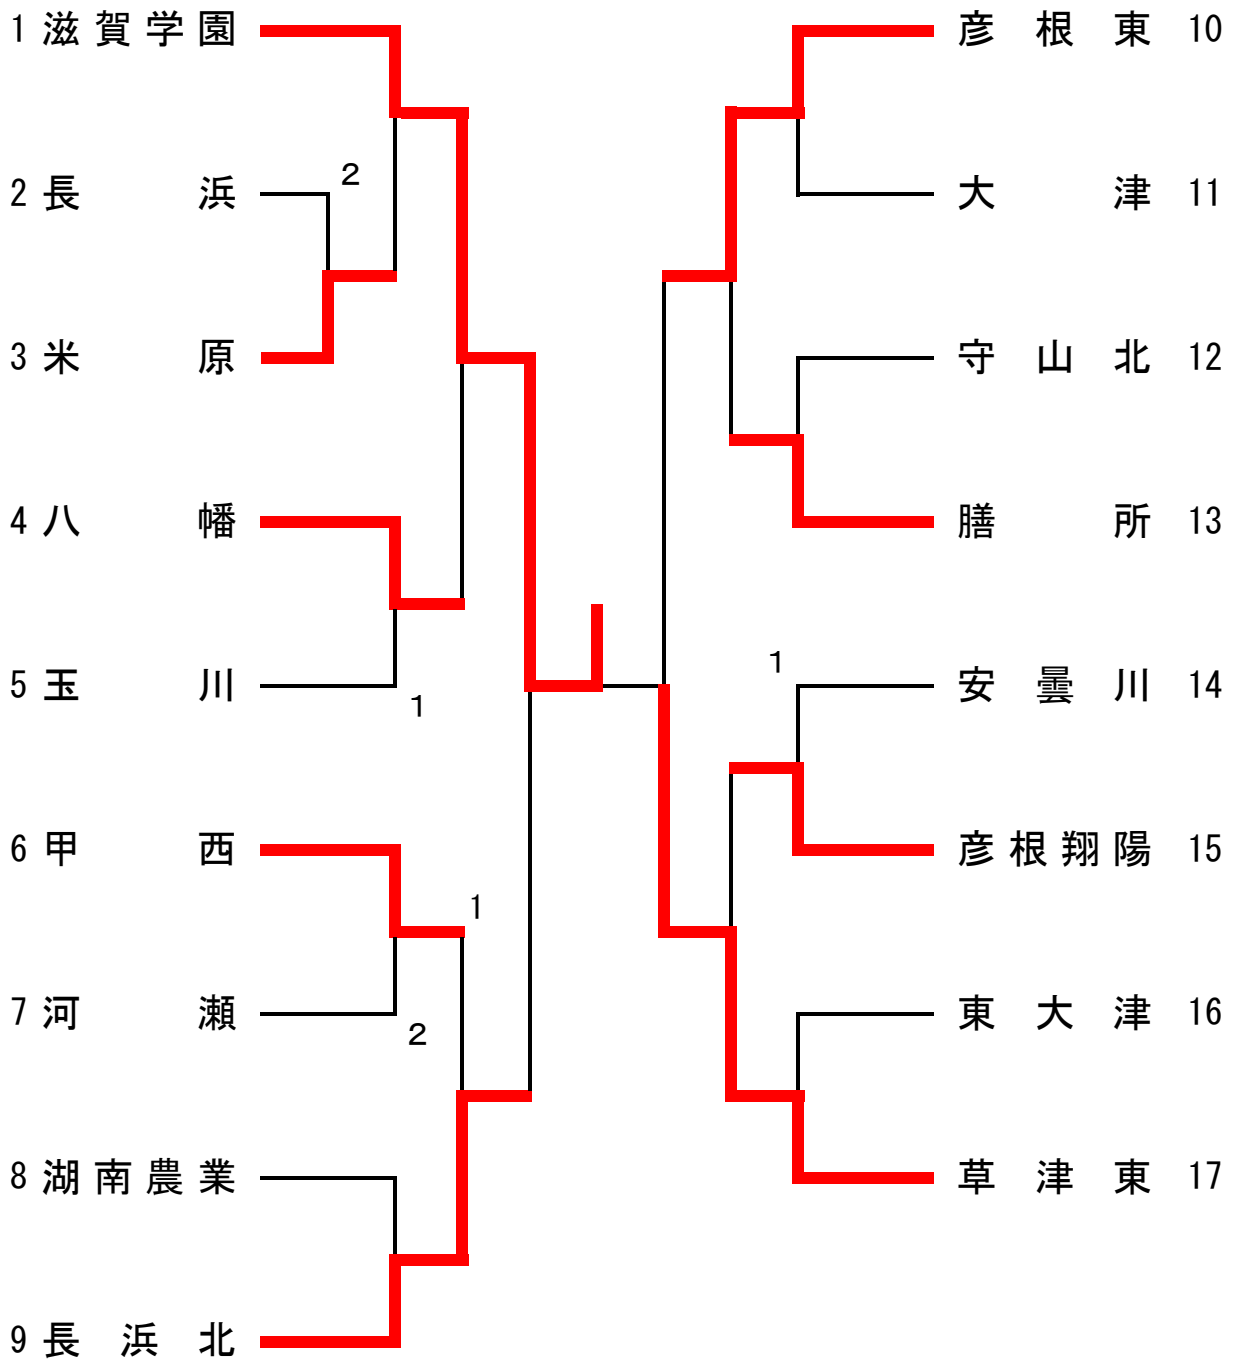 1 滋賀学園
2 長浜
2
3 米原
4 八幡
5 玉川
1
6 甲西
1
7 河瀬
2
8 湖南農業
9 長浜北
彦根東 10
大津 11
守山北 12
膳所 13
1
安曇川 14
彦根翔陽 15
東大津 16
草津東 17